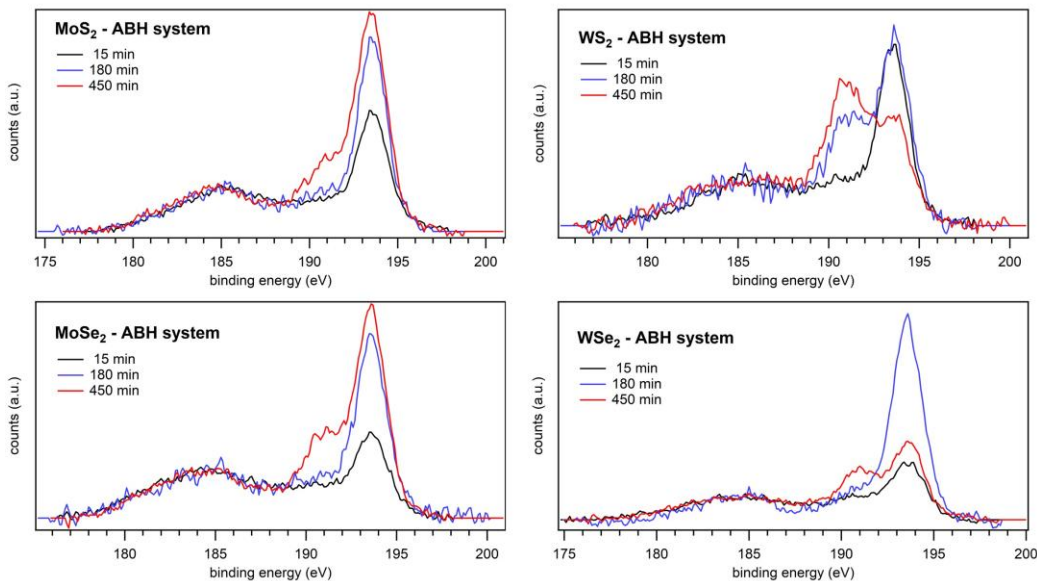 MoS2 - ABH system
15 min
180 min
450 min
counts (a.u.)
175 180 185 190 195 200
binding energy (eV)
WS2 - ABH system
15 min
180 min
450 min
counts (a.u.)
180 185 190 195 200
binding energy (eV)
MoSe2 - ABH system
15 min
180 min
450 min
counts (a.u.)
180 185 190 195 200
binding energy (eV)
WSe2 - ABH system
15 min
180 min
450 min
counts (a.u.)
175 180 185 190 195 200
binding energy (eV)